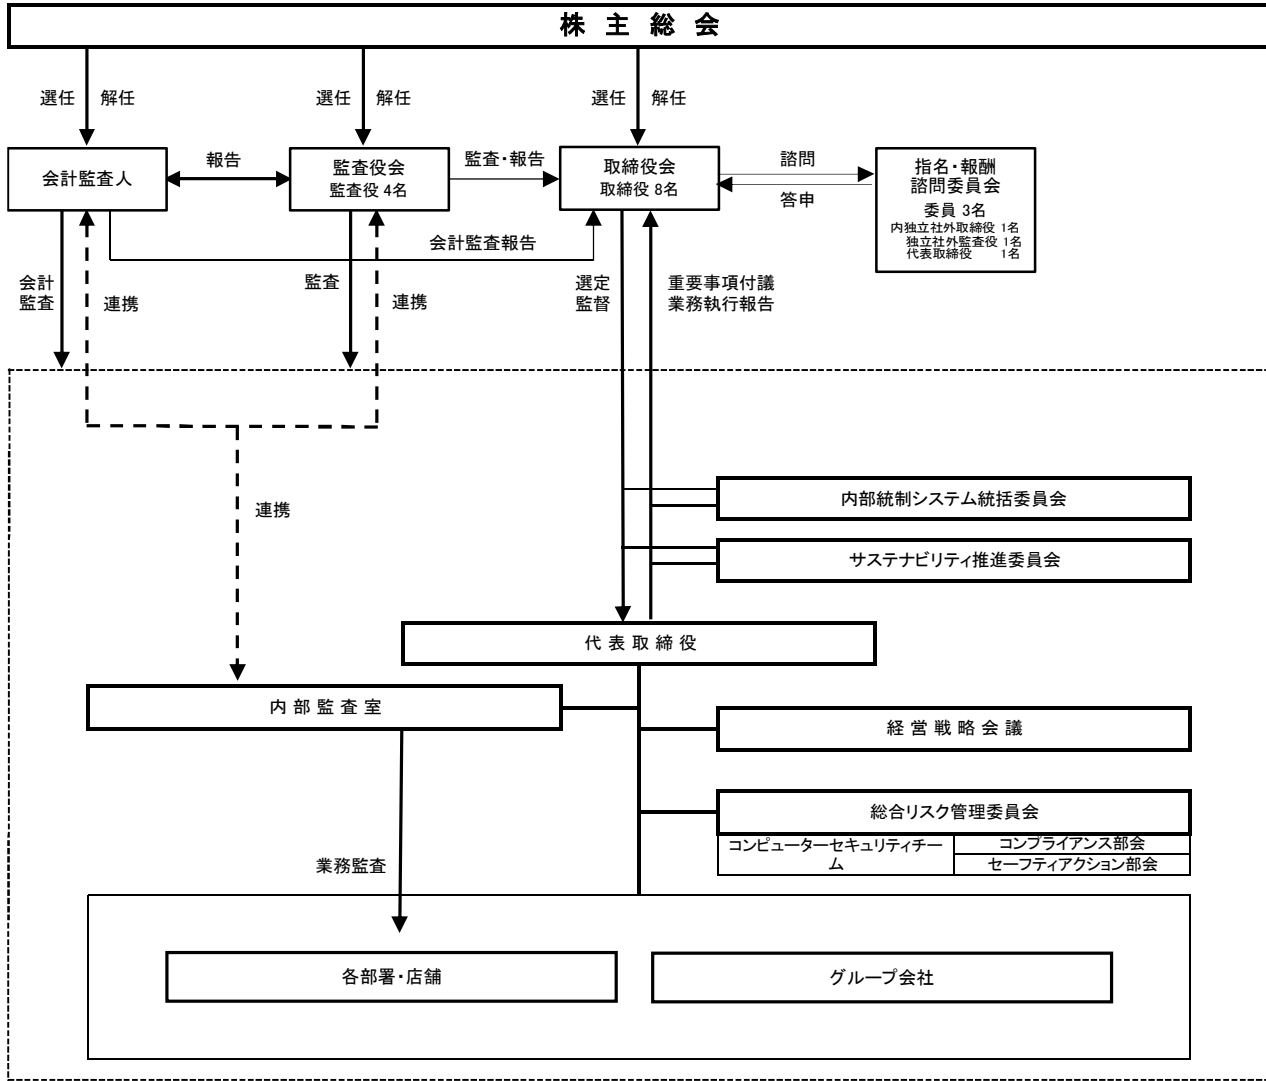 株 主 総 会
選任 解任
選任 解任
選任 解任
会計監査人
報告
監査役会
監査役 4名
監査・報告
取締役会
取締役 8名
諮問
答申
指名・報酬
諮問委員会
委員 3名
内独立社外取締役 1名
独立社外監査役 1名
代表取締役 1名
会計監査報告
会計
監査
連携
監査
連携
選定
監督
重要事項付議
業務執行報告
連携
内部統制システム統括委員会
サステナビリティ推進委員会
代 表 取 締 役
内 部 監 査 室
経 営 戦 略 会 議
総合リスク管理委員会
コンピューターセキュリティチー
ム
コンプライアンス部会
セーフティアクション部会
業務監査
各部署・店舗
グループ会社